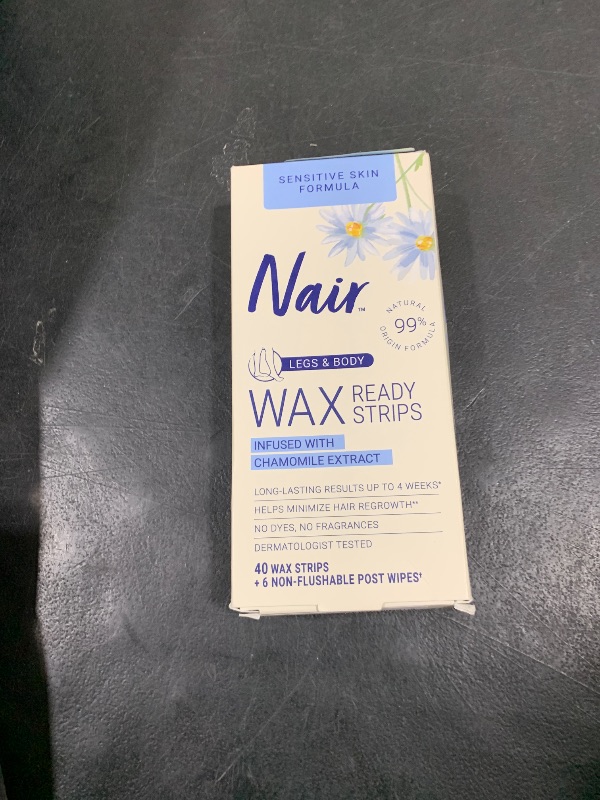 SENSITIVE SKIN
FORMULA
Nair™
NATURAL
99%
ORIGIN FORMULA
LEGS & BODY
WAX READY
STRIPS
INFUSED WITH
CHAMOMILE EXTRACT
LONG-LASTING RESULTS UP TO 4 WEEKS*
HELPS MINIMIZE HAIR REGROWTH**
NO DYES, NO FRAGRANCES
DERMATOLOGIST TESTED
40 WAX STRIPS
+ 6 NON-FLUSHABLE POST WIPES†